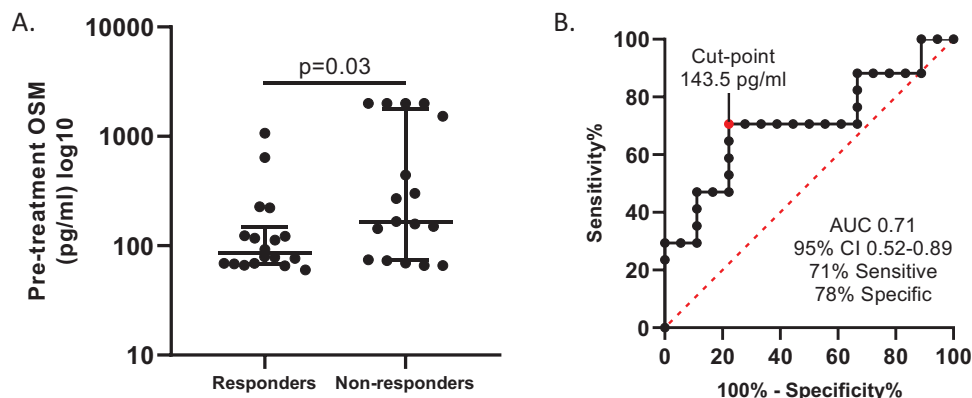 A.
Pre-treatment OSM
(pg/ml) log10
10000
1000
100
10
p=0.03
Responders
Non-responders
B.
Sensitivity%
100
80
60
40
20
0
Cut-point
143.5 pg/ml
AUC 0.71
95% CI 0.52-0.89
71% Sensitive
78% Specific
0 20 40 60 80 100
100% - Specificity%